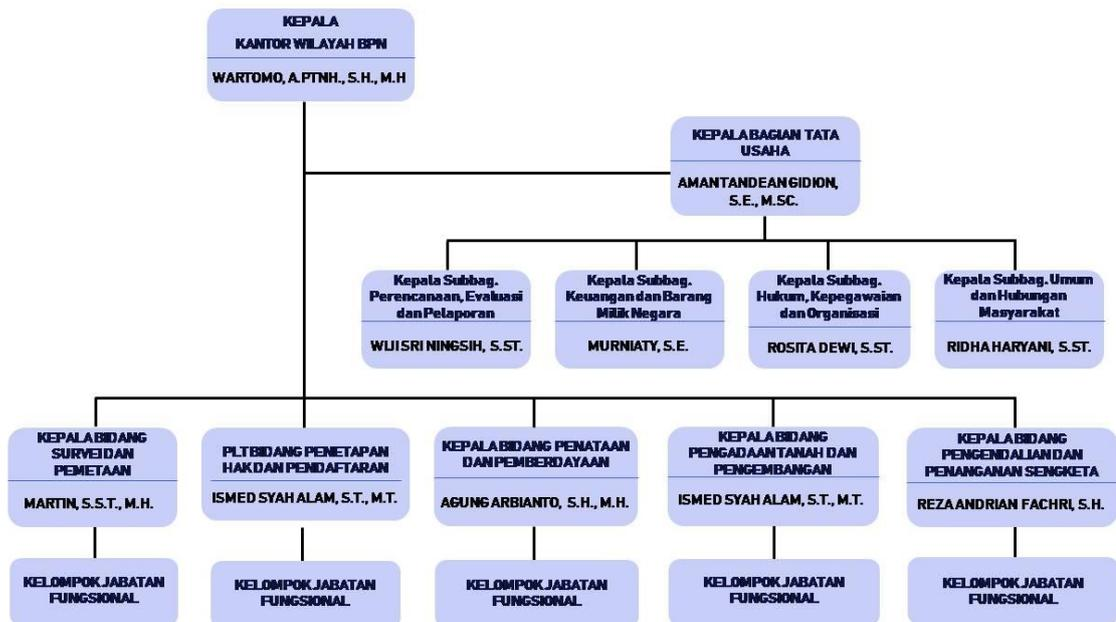 KEPALA
KANTOR WILAYAH BPN
WARTOMO, A.PTNH., S.H., M.H
KEPALA BAGIAN TATA
USAHA
AMANTANDEAN GIDION,
S.E., M.SC.
Kepala Subbag.
Perencanaan, Evaluasi
dan Pelaporan
WIJI SRI NINGSIH, S.ST.
Kepala Subbag.
Keuangan dan Barang
Milik Negara
MURNIATY, S.E.
Kepala Subbag.
Hukum, Kepegawaian
dan Organisasi
ROSITA DEWI, S.ST.
Kepala Subbag. Umum
dan Hubungan
Masyarakat
RIDHA HARYANI, S.ST.
KEPALA BIDANG
SURVEI DAN
PEMETAAN
MARTIN, S.S.T., M.H.
PLT BIDANG PENETAPAN
HAK DAN PENDAFTARAN
ISMED SYAH ALAM, S.T., M.T.
KEPALA BIDANG PENATAAN
DAN PEMBERDAYAAN
AGUNG ARBIANTO, S.H., M.H.
KEPALA BIDANG
PENGADAAN TANAH DAN
PENGEMBANGAN
ISMED SYAH ALAM, S.T., M.T.
KEPALA BIDANG
PENGENDALIAN DAN
PENANGANAN SENGKETA
REZA ANDRIAN FACHRI, S.H.
KELOMPOK JABATAN
FUNGSIONAL
KELOMPOK JABATAN
FUNGSIONAL
KELOMPOK JABATAN
FUNGSIONAL
KELOMPOK JABATAN
FUNGSIONAL
KELOMPOK JABATAN
FUNGSIONAL